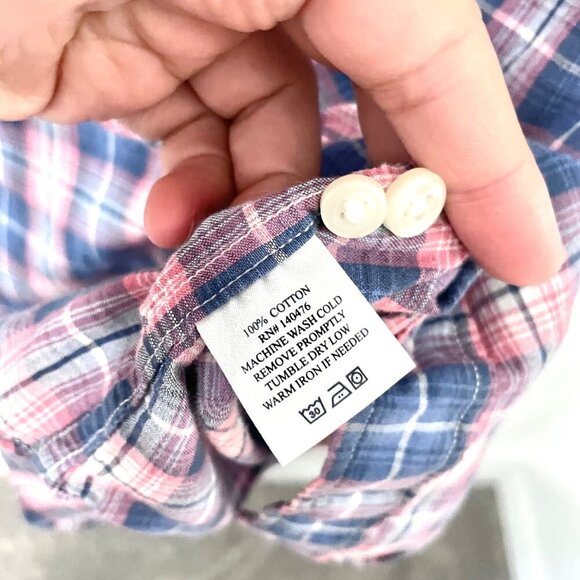 100% COTTON
RN# 140476
MACHINE WASH COLD
REMOVE PROMPTLY
TUMBLE DRY LOW
WARM IRON IF NEEDED
30